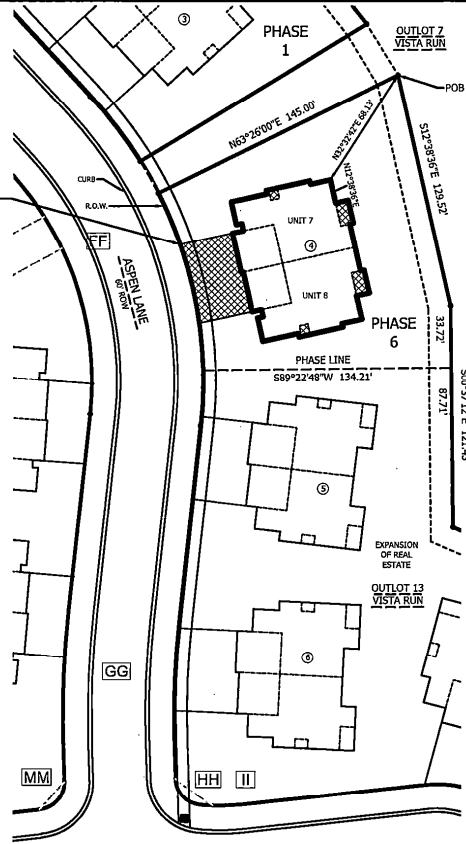 3
PHASE
1
OUTLOT 7
VISTA RUN
POB
N63°26'00"E 145.00'
N32°37'42"E 68.13'
N12°38'36"E
S12°38'36"E 129.52'
CURB
R.O.W.
FF
ASPEN LANE
60' ROW
UNIT 7
4
UNIT 8
PHASE
6
33.72'
PHASE LINE
S89°22'48"W 134.21'
87.71'
5
EXPANSION
OF REAL
ESTATE
OUTLOT 13
VISTA RUN
6
GG
MM
HH
II